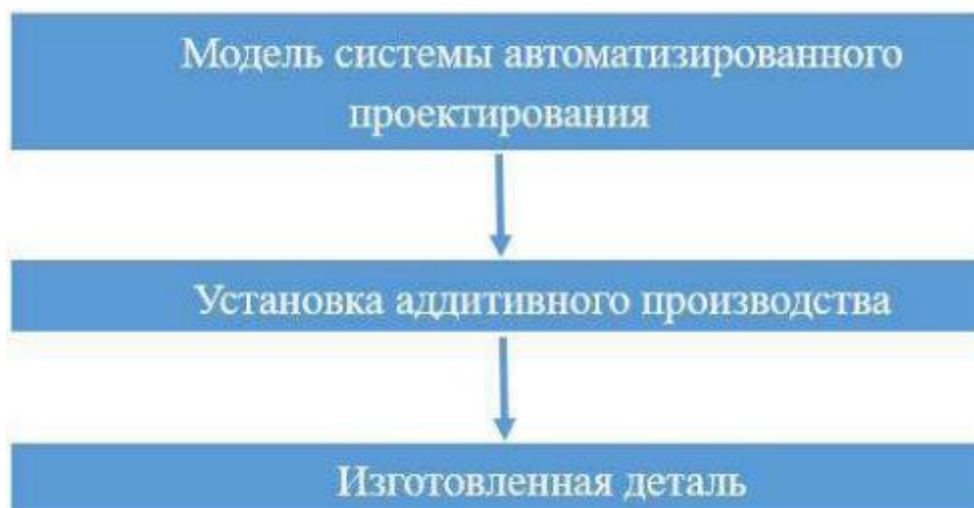 Модель системы автоматизированного
проектирования
Установка аддитивного производства
Изготовленная деталь